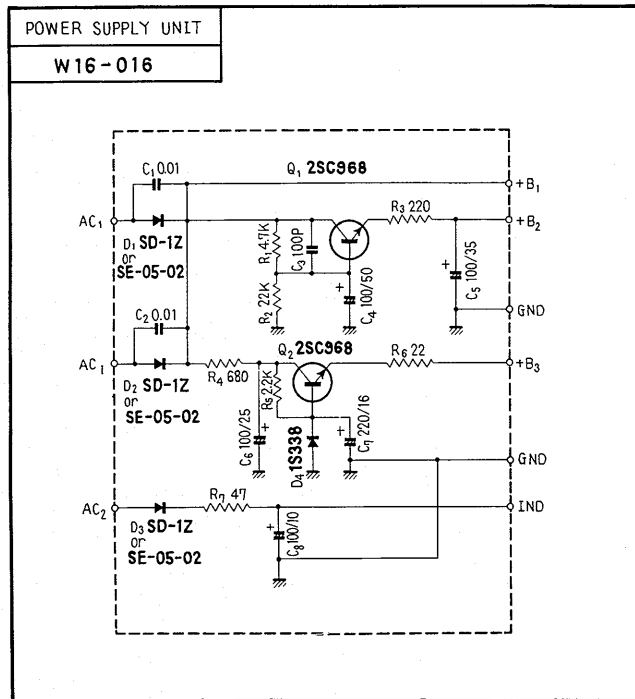 POWER SUPPLY UNIT
W16-016
C₁ 0.01
Q₁ 2SC968
+B₁
AC₁
D₁ SD-1Z
or
SE-05-02
R₁ 4.7K
C₃ 100P
R₃ 220
+B₂
R₂ 22K
+
C₄ 100/50
+
C₅ 100/35
GND
C₂ 0.01
AC₁
D₂ SD-1Z
or
SE-05-02
R₄ 680
Q₂ 2SC968
R₅ 2.2K
R₆ 22
+B₃
+
C₆ 100/25
D₄ 1S338
+
C₇ 220/16
GND
AC₂
D₃ SD-1Z
or
SE-05-02
R₇ 47
+
C₈ 100/10
IND